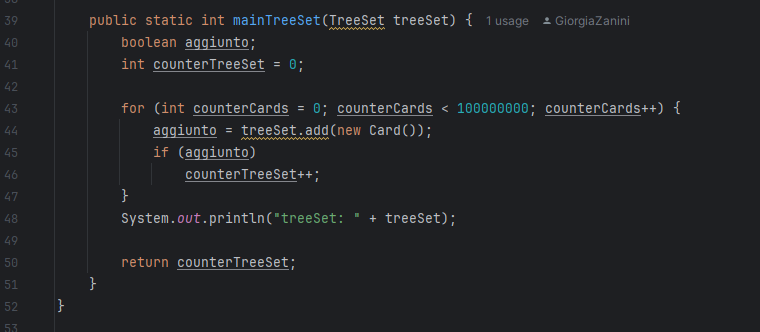 39 public static int mainTreeSet(TreeSet treeSet) { 1 usage GiorgiaZanini
40 boolean aggiunto;
41 int counterTreeSet = 0;
42
43 for (int counterCards = 0; counterCards < 100000000; counterCards++) {
44 aggiunto = treeSet.add(new Card());
45 if (aggiunto)
46 counterTreeSet++;
47 }
48 System.out.println("treeSet: " + treeSet);
49
50 return counterTreeSet;
51 }
52 }
53